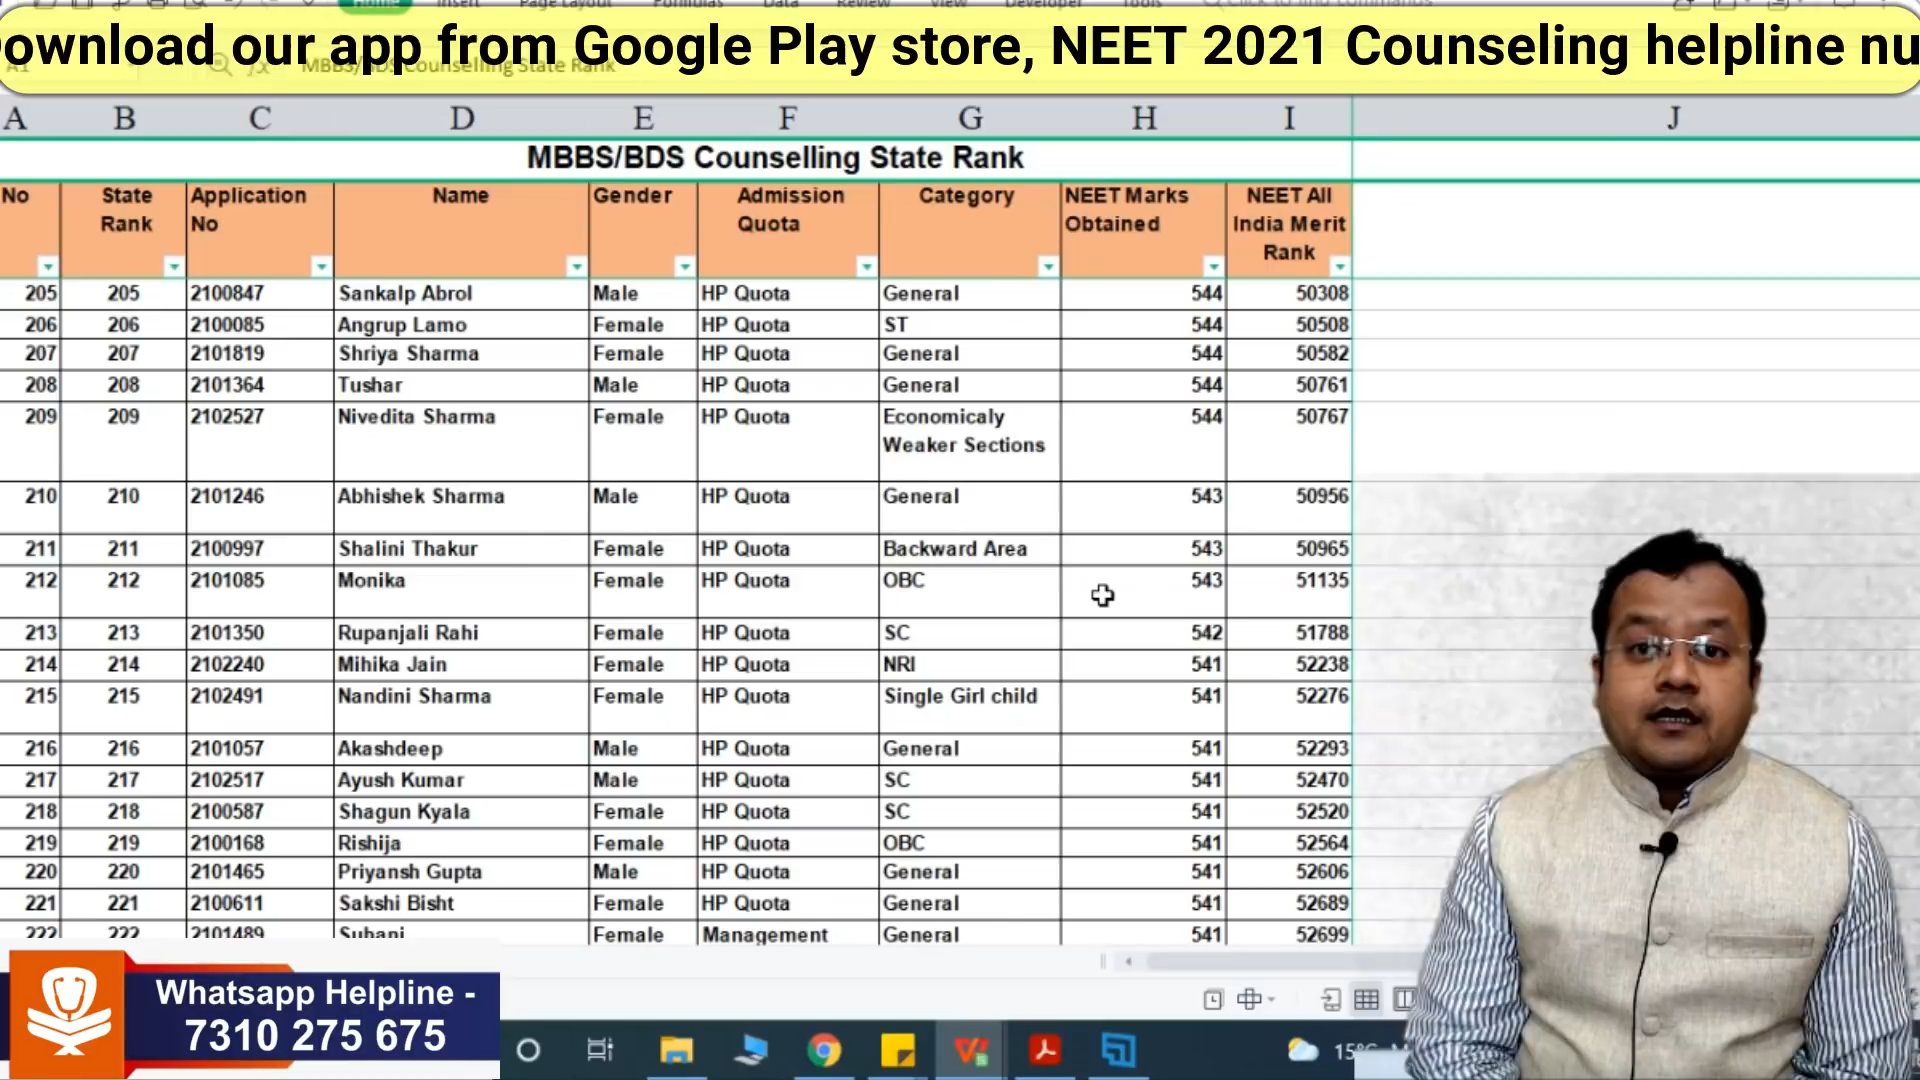 ownload our app from Google Play store, NEET 2021 Counseling helpline nu
MBBS/BDS Counselling State Rank
A B C D E F G H I J
MBBS/BDS Counselling State Rank
No State Rank Application No Name Gender Admission Quota Category NEET Marks Obtained NEET All India Merit Rank
205 205 2100847 Sankalp Abrol Male HP Quota General 544 50308
206 206 2100085 Angrup Lamo Female HP Quota ST 544 50508
207 207 2101819 Shriya Sharma Female HP Quota General 544 50582
208 208 2101364 Tushar Male HP Quota General 544 50761
209 209 2102527 Nivedita Sharma Female HP Quota Economicaly Weaker Sections 544 50767
210 210 2101246 Abhishek Sharma Male HP Quota General 543 50956
211 211 2100997 Shalini Thakur Female HP Quota Backward Area 543 50965
212 212 2101085 Monika Female HP Quota OBC 543 51135
213 213 2101350 Rupanjali Rahi Female HP Quota SC 542 51788
214 214 2102240 Mihika Jain Female HP Quota NRI 541 52238
215 215 2102491 Nandini Sharma Female HP Quota Single Girl child 541 52276
216 216 2101057 Akashdeep Male HP Quota General 541 52293
217 217 2102517 Ayush Kumar Male HP Quota SC 541 52470
218 218 2100587 Shagun Kyala Female HP Quota SC 541 52520
219 219 2100168 Rishija Female HP Quota OBC 541 52564
220 220 2101465 Priyansh Gupta Male HP Quota General 541 52606
221 221 2100611 Sakshi Bisht Female HP Quota General 541 52689
222 222 2101489 Suhani Female Management General 541 52699
Whatsapp Helpline -
7310 275 675
15°C